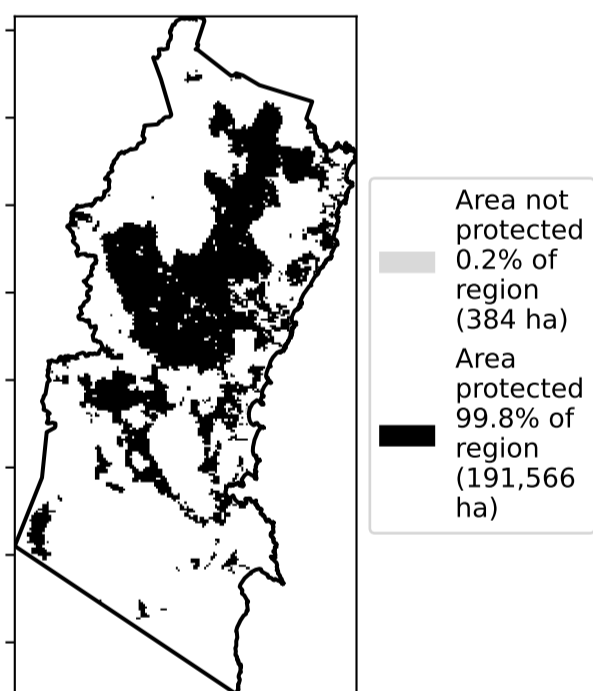 Area not
protected
0.2% of
region
(384 ha)
Area
protected
99.8% of
region
(191,566
ha)